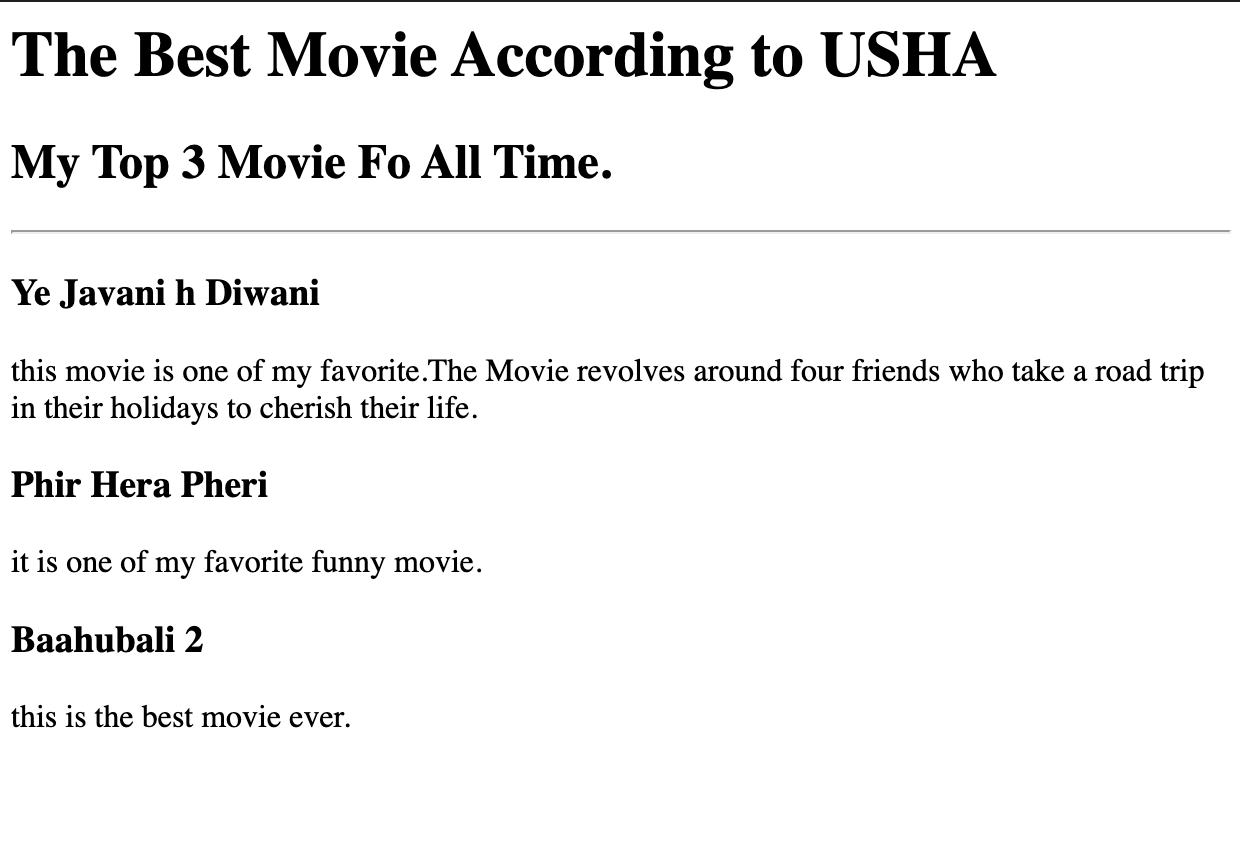 The Best Movie According to USHA
My Top 3 Movie Fo All Time.
Ye Javani h Diwani
this movie is one of my favorite.The Movie revolves around four friends who take a road trip
in their holidays to cherish their life.
Phir Hera Pheri
it is one of my favorite funny movie.
Baahubali 2
this is the best movie ever.